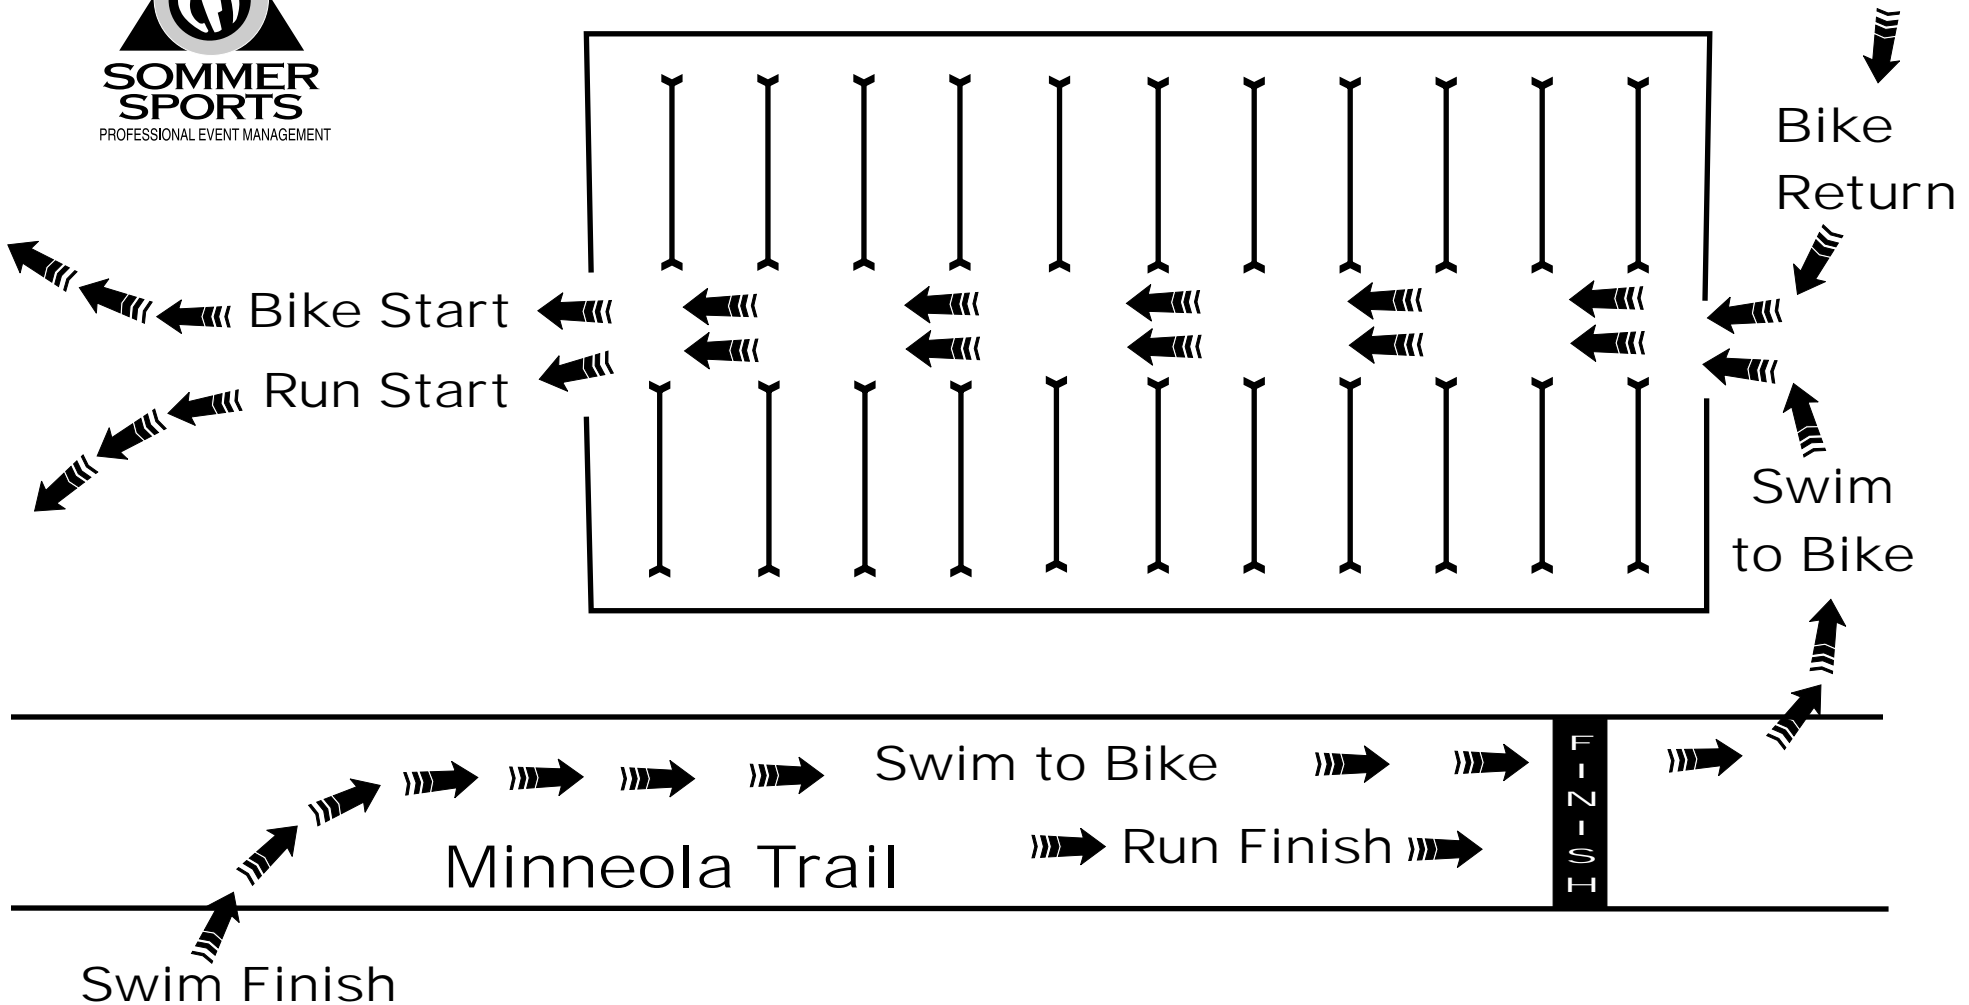 SOMMER
SPORTS
PROFESSIONAL EVENT MANAGEMENT
Bike
Return
Bike Start
Run Start
Swim
to Bike
Swim to Bike
Run Finish
FINISH
Minneola Trail
Swim Finish